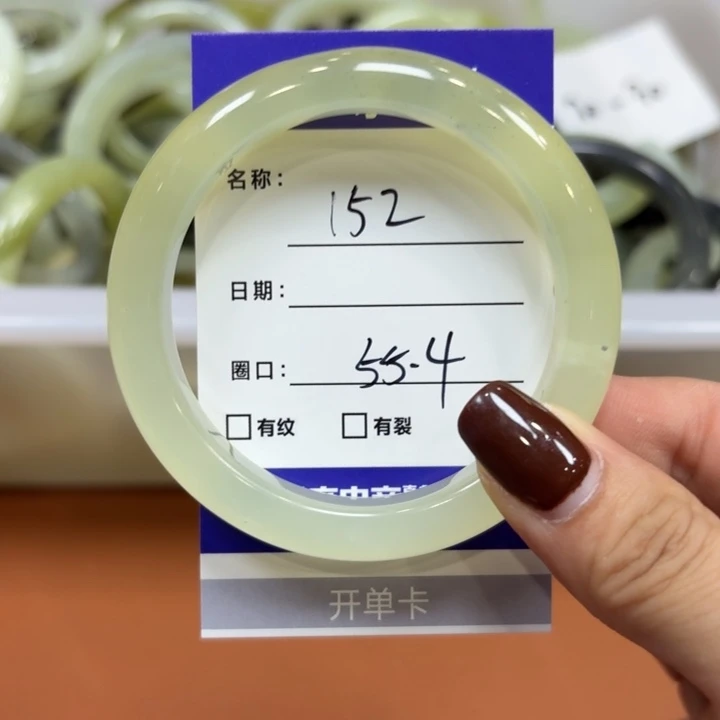 名称： 152
日期：
圈口： 55.4
□有纹 □有裂
开单卡